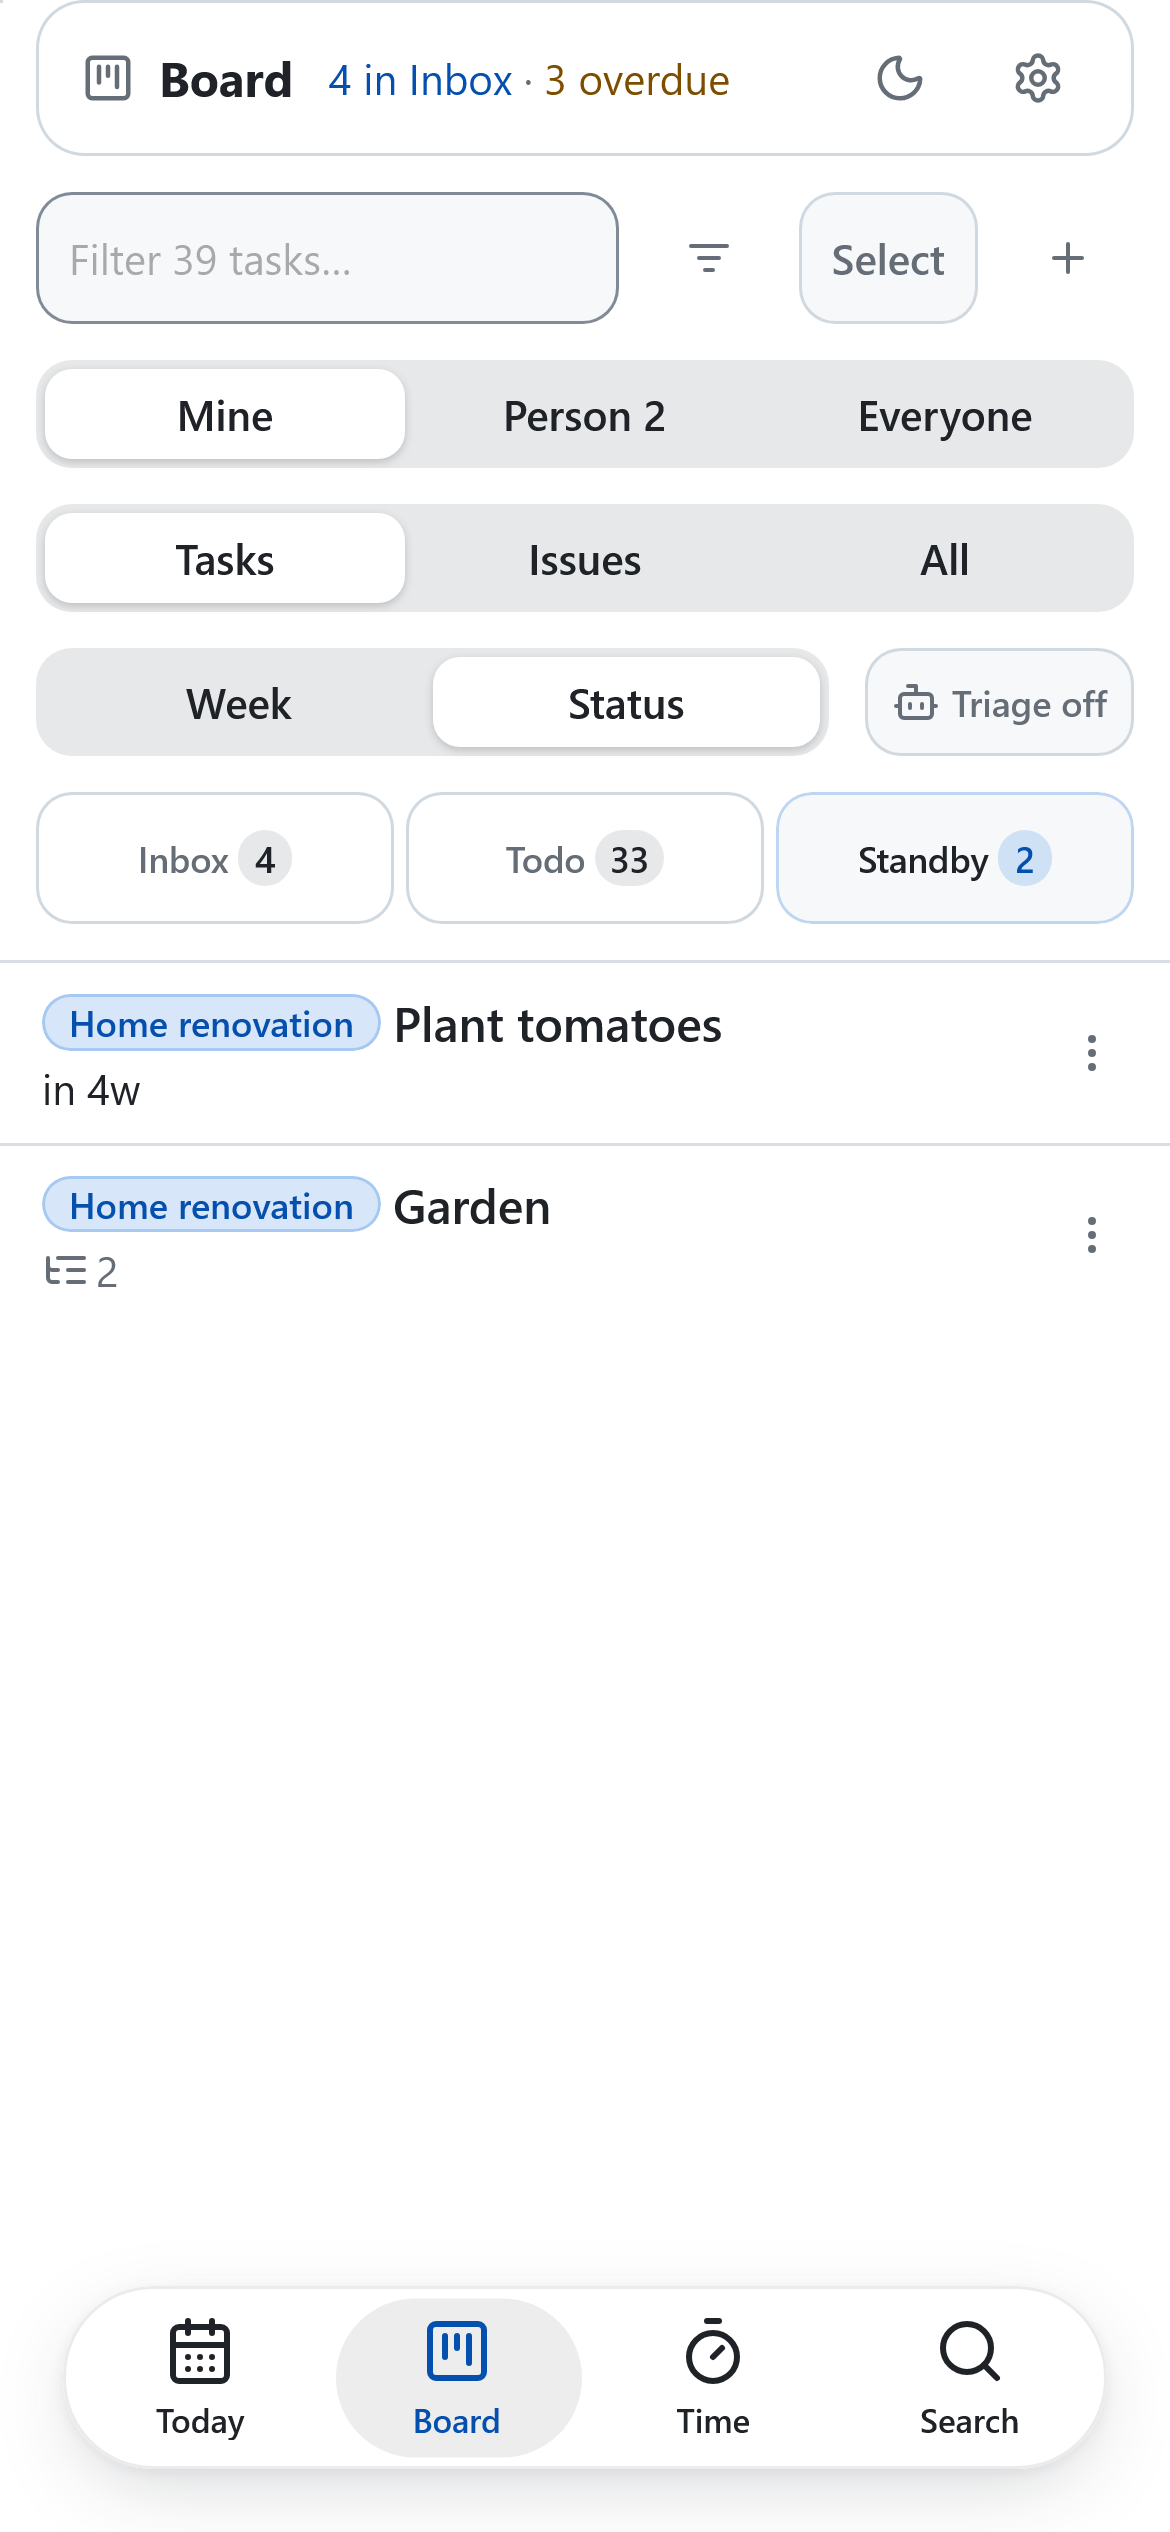 Board 4 in Inbox · 3 overdue
Filter 39 tasks...
Select
Mine Person 2 Everyone
Tasks Issues All
Week Status Triage off
Inbox 4 Todo 33 Standby 2
Home renovation Plant tomatoes
in 4w
Home renovation Garden
2
Today Board Time Search